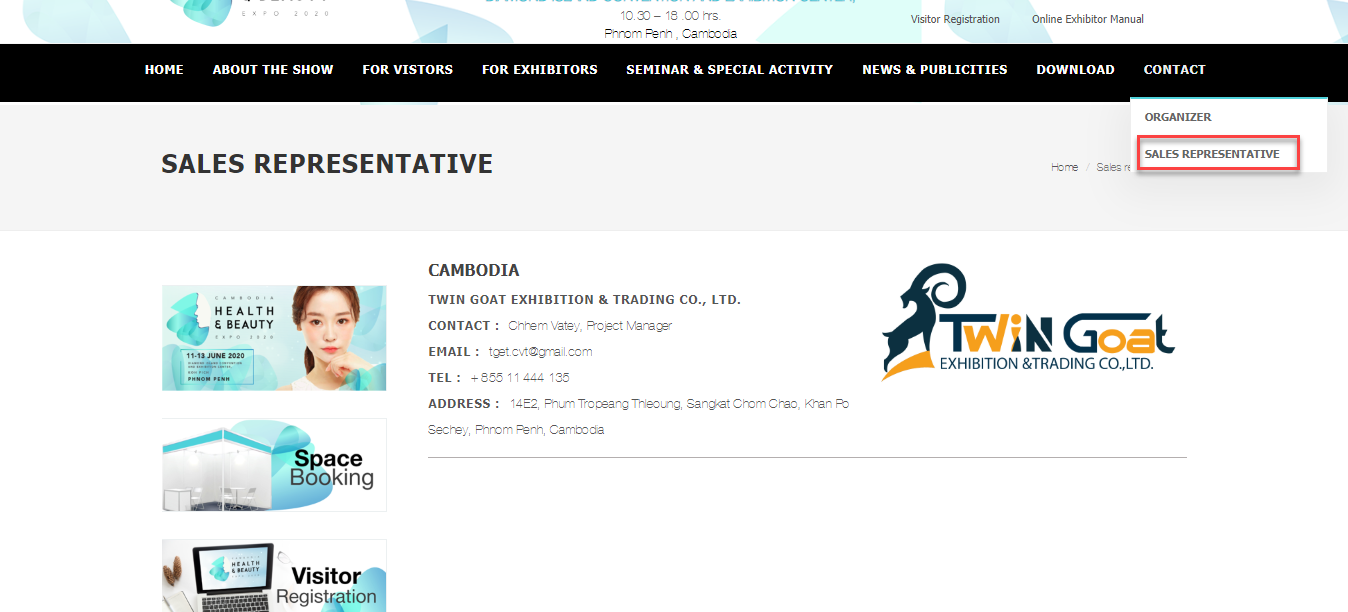 EXPO 2020
10.30 – 18 .00 hrs.
Phnom Penh , Cambodia
Visitor Registration
Online Exhibitor Manual
HOME
ABOUT THE SHOW
FOR VISTORS
FOR EXHIBITORS
SEMINAR & SPECIAL ACTIVITY
NEWS & PUBLICITIES
DOWNLOAD
CONTACT
ORGANIZER
SALES REPRESENTATIVE
SALES REPRESENTATIVE
Home / Sales re
CAMBODIA
HEALTH
& BEAUTY
EXPO 2020
11-13 JUNE 2020
PHNOM PENH
Space
Booking
HEALTH
& BEAUTY
Visitor
Registration
CAMBODIA
TWIN GOAT EXHIBITION & TRADING CO., LTD.
CONTACT : Chhem Vatey, Project Manager
EMAIL : tget.cvt@gmail.com
TEL : + 855 11 444 135
ADDRESS : 14E2, Phum Tropeang Thleoung, Sangkat Chom Chao, Khan Po
Sechey, Phnom Penh, Cambodia
TWiN Goat
EXHIBITION &TRADING CO.,LTD.